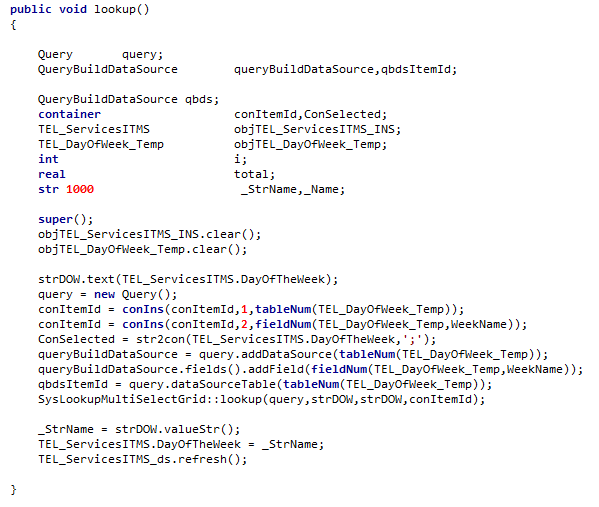 public void lookup()
{
Query query;
QueryBuildDataSource queryBuildDataSource,qbdsItemId;
QueryBuildDataSource qbds;
container conItemId,ConSelected;
TEL_ServicesITMS objTEL_ServicesITMS_INS;
TEL_DayOfWeek_Temp objTEL_DayOfWeek_Temp;
int i;
real total;
str 1000 _StrName,_Name;
super();
objTEL_ServicesITMS_INS.clear();
objTEL_DayOfWeek_Temp.clear();
strDOW.text(TEL_ServicesITMS.DayOfTheWeek);
query = new Query();
conItemId = conIns(conItemId,1,tableNum(TEL_DayOfWeek_Temp));
conItemId = conIns(conItemId,2,fieldNum(TEL_DayOfWeek_Temp,WeekName));
ConSelected = str2con(TEL_ServicesITMS.DayOfTheWeek,';');
queryBuildDataSource = query.addDataSource(tableNum(TEL_DayOfWeek_Temp));
queryBuildDataSource.fields().addField(fieldNum(TEL_DayOfWeek_Temp,WeekName));
qbdsItemId = query.dataSourceTable(tableNum(TEL_DayOfWeek_Temp));
SysLookupMultiSelectGrid::lookup(query,strDOW,strDOW,conItemId);
_StrName = strDOW.valueStr();
TEL_ServicesITMS.DayOfTheWeek = _StrName;
TEL_ServicesITMS_ds.refresh();
}